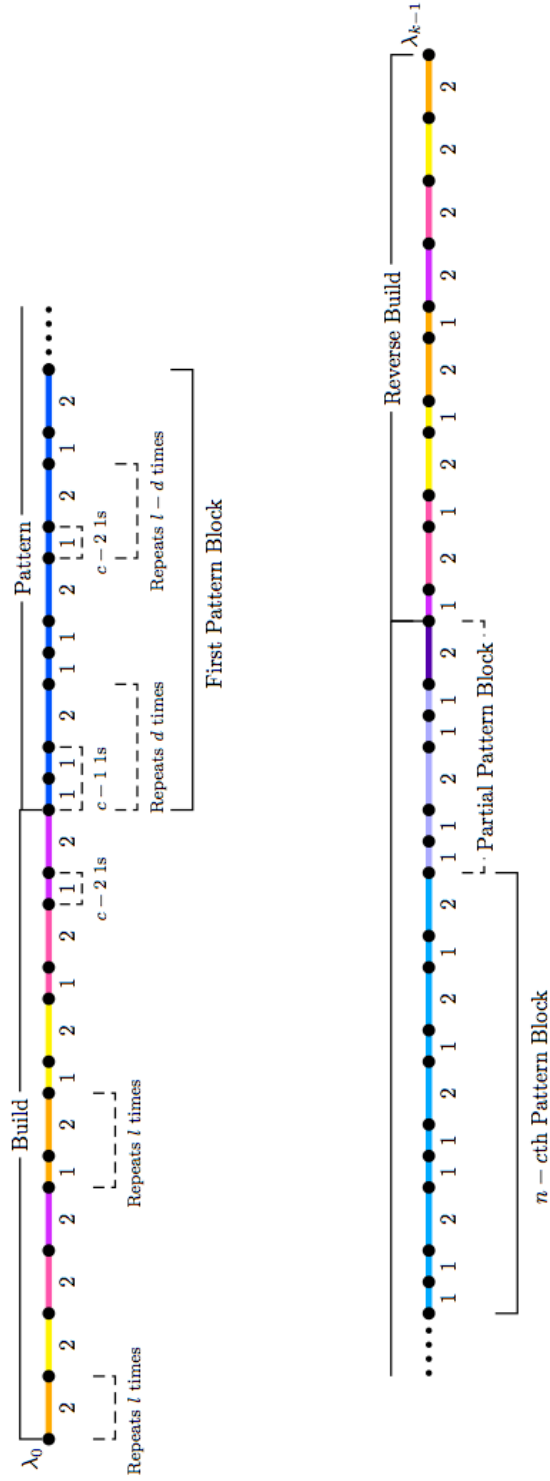 Build Pattern
λ₀
2 2 2 2 1 2 1 2 1 2 1 2 1 1 2 1 1 2 1 2 1 2
c − 2 1s c − 1 1s c − 2 1s
Repeats l times Repeats l times Repeats d times Repeats l − d times
First Pattern Block
Reverse Build
λₖ₋₁
1 1 2 1 1 2 1 2 1 2 1 1 2 1 1 2 1 2 1 2 1 2 1 2 2 2 2
Partial Pattern Block
n − cth Pattern Block